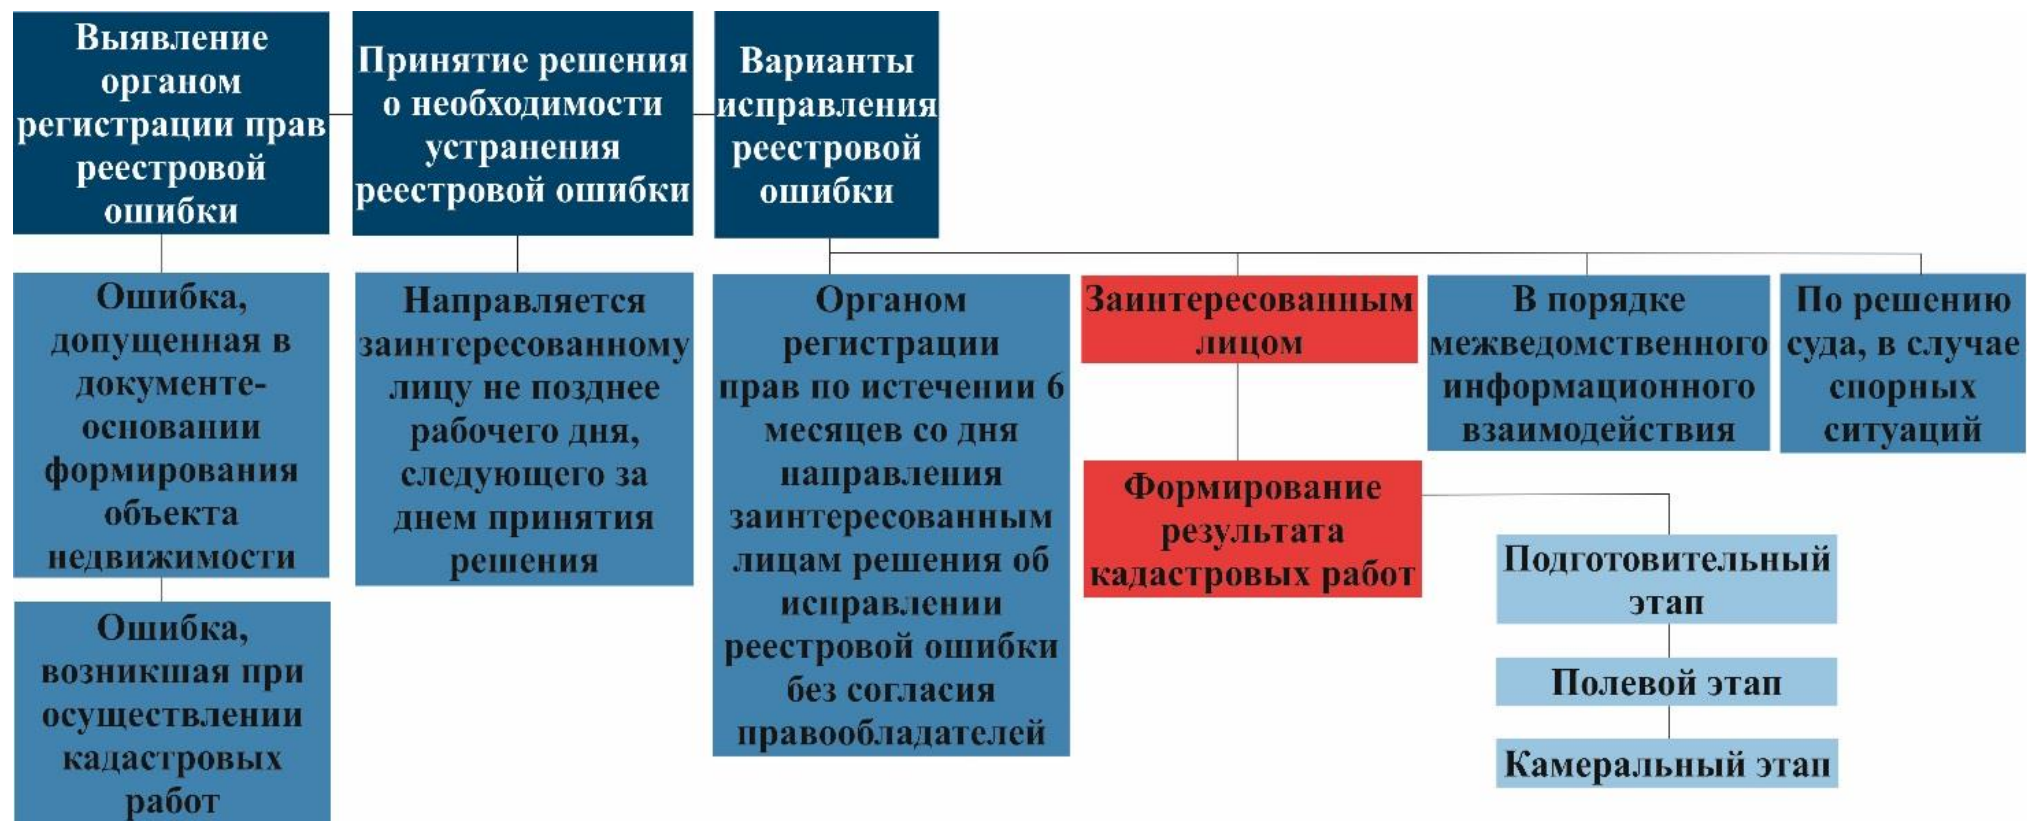 Выявление
органом
регистрации прав
реестровой
ошибки
Принятие решения
о необходимости
устранения
реестровой ошибки
Варианты
исправления
реестровой
ошибки
Ошибка,
допущенная в
документе-
основании
формирования
объекта
недвижимости
Ошибка,
возникшая при
осуществлении
кадастровых
работ
Направляется
заинтересованному
лицу не позднее
рабочего дня,
следующего за
днем принятия
решения
Органом
регистрации
прав по истечении 6
месяцев со дня
направления
заинтересованным
лицам решения об
исправлении
реестровой ошибки
без согласия
правообладателей
Заинтересованным
лицом
Формирование
результата
кадастровых работ
Подготовительный
этап
Полевой этап
Камеральный этап
В порядке
межведомственного
информационного
взаимодействия
По решению
суда, в случае
спорных
ситуаций